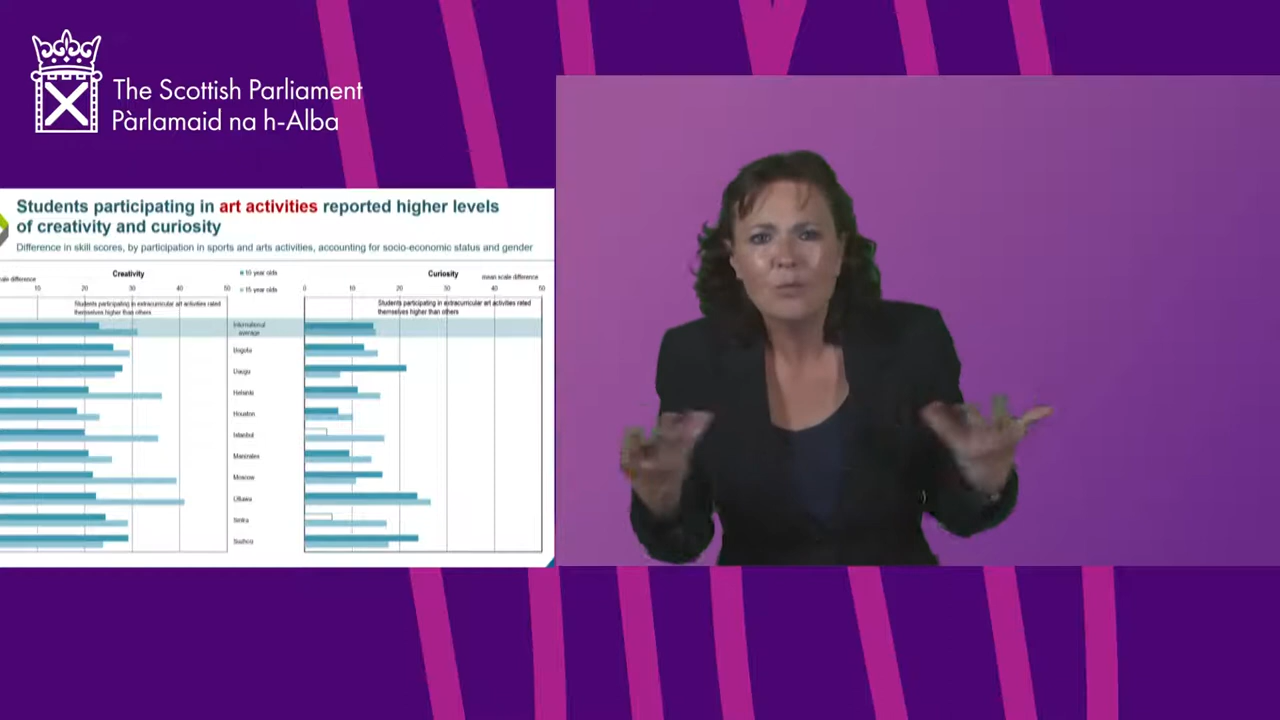 The Scottish Parliament
Pàrlamaid na h-Alba
Students participating in art activities reported higher levels
of creativity and curiosity
Difference in skill scores, by participation in sports and arts activities, accounting for socio-economic status and gender
Creativity
10 year olds
Curiosity
difference
15 year olds
mean scale difference
10 20 30 40 50
0 10 20 30 40 50
Students participating in extracurricular art activities rated
themselves higher than others
Students participating in extracurricular art activities rated
themselves higher than others
International
average
Bogota
Daegu
Helsinki
Houston
Istanbul
Manizales
Moscow
Ottawa
Sintra
Suzhou